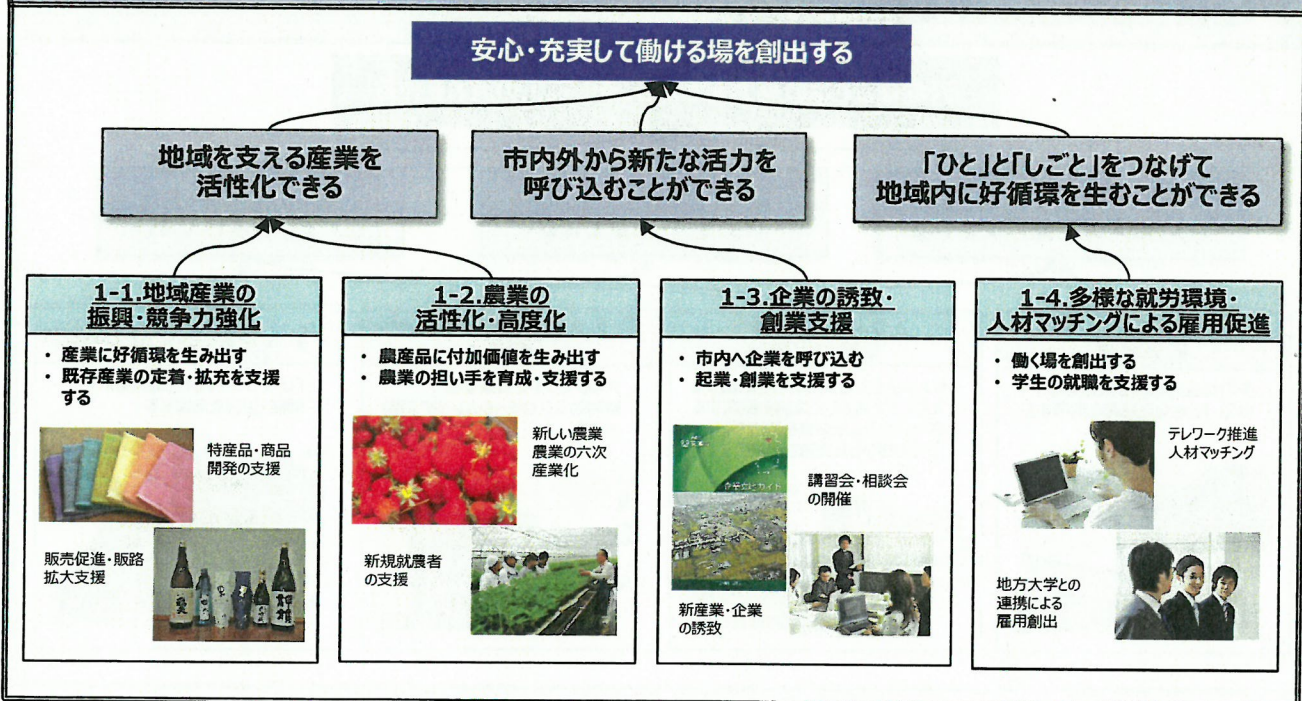 安心・充実して働ける場を創出する
地域を支える産業を
活性化できる
市内外から新たな活力を
呼び込むことができる
「ひと」と「しごと」をつなげて
地域内に好循環を生むことができる
1-1.地域産業の
振興・競争力強化
・ 産業に好循環を生み出す
・ 既存産業の定着・拡充を支援
する
特産品・商品
開発の支援
販売促進・販路
拡大支援
1-2.農業の
活性化・高度化
・ 農産品に付加価値を生み出す
・ 農業の担い手を育成・支援する
新しい農業
農業の六次
産業化
新規就農者
の支援
1-3.企業の誘致・
創業支援
・ 市内へ企業を呼び込む
・ 起業・創業を支援する
企業立地ガイド
講習会・相談会
の開催
新産業・企業
の誘致
1-4.多様な就労環境・
人材マッチングによる雇用促進
・ 働く場を創出する
・ 学生の就職を支援する
テレワーク推進
人材マッチング
地方大学との
連携による
雇用創出